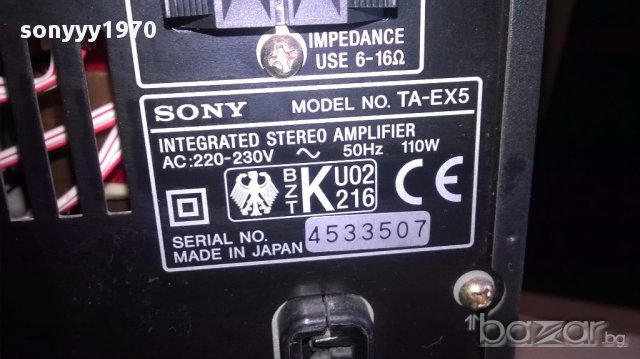 sonyyy1970
IMPEDANCE
USE 6-16Ω
SONY MODEL NO. TA-EX5
INTEGRATED STEREO AMPLIFIER
AC:220-230V ~ 50Hz 110W
BZT K U02 216 CE
SERIAL NO. 4533507
MADE IN JAPAN
bazar.bg